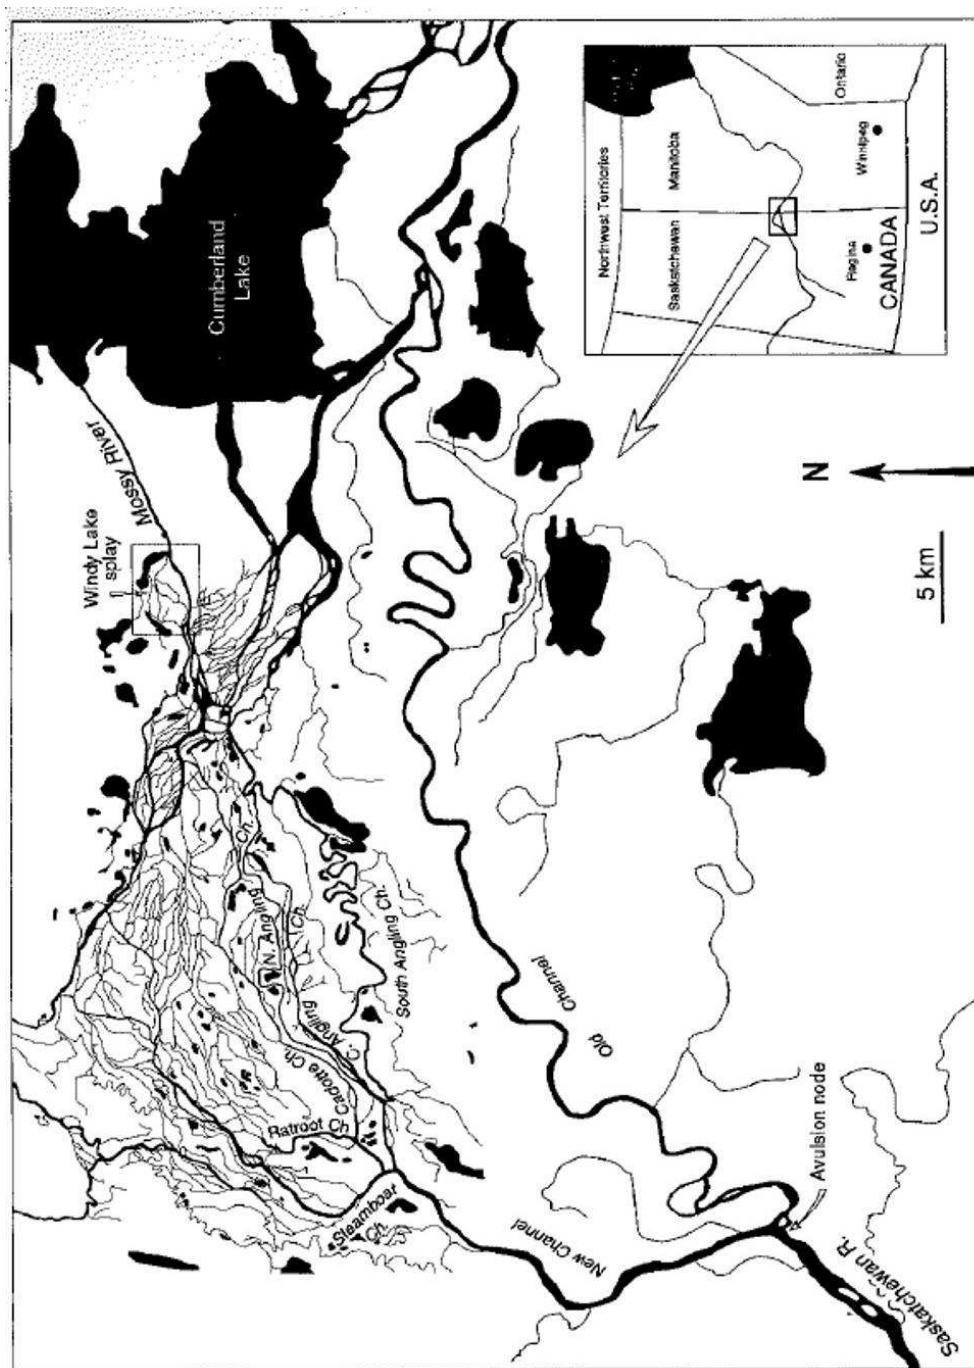 Cumberland
Lake
Mossy River
Windy Lake
splay
N. Angling
Ch.
C. Angling
Ch.
South Angling Ch.
Cadotte Ch.
Ratroot Ch
Steamboat
Ch.
New Channel
Old
Channel
Avulsion node
Saskatchewan R.
Northwest Territories
Saskatchewan
Manitoba
Ontario
Regina
Winnipeg
CANADA
U.S.A.
N
5 km